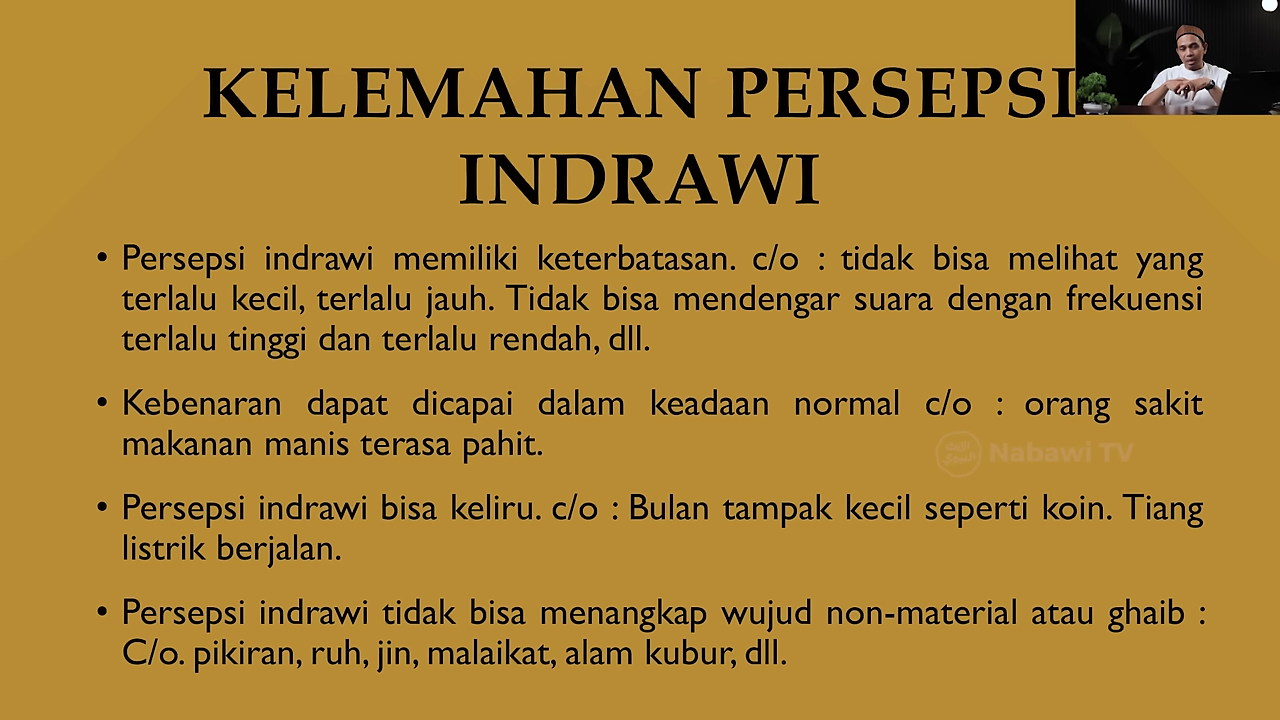 KELEMAHAN PERSEPSI
INDRAWI
• Persepsi indrawi memiliki keterbatasan. c/o : tidak bisa melihat yang
terlalu kecil, terlalu jauh. Tidak bisa mendengar suara dengan frekuensi
terlalu tinggi dan terlalu rendah, dll.
• Kebenaran dapat dicapai dalam keadaan normal c/o : orang sakit
makanan manis terasa pahit.
Nabawi TV
• Persepsi indrawi bisa keliru. c/o : Bulan tampak kecil seperti koin. Tiang
listrik berjalan.
• Persepsi indrawi tidak bisa menangkap wujud non-material atau ghaib :
C/o. pikiran, ruh, jin, malaikat, alam kubur, dll.